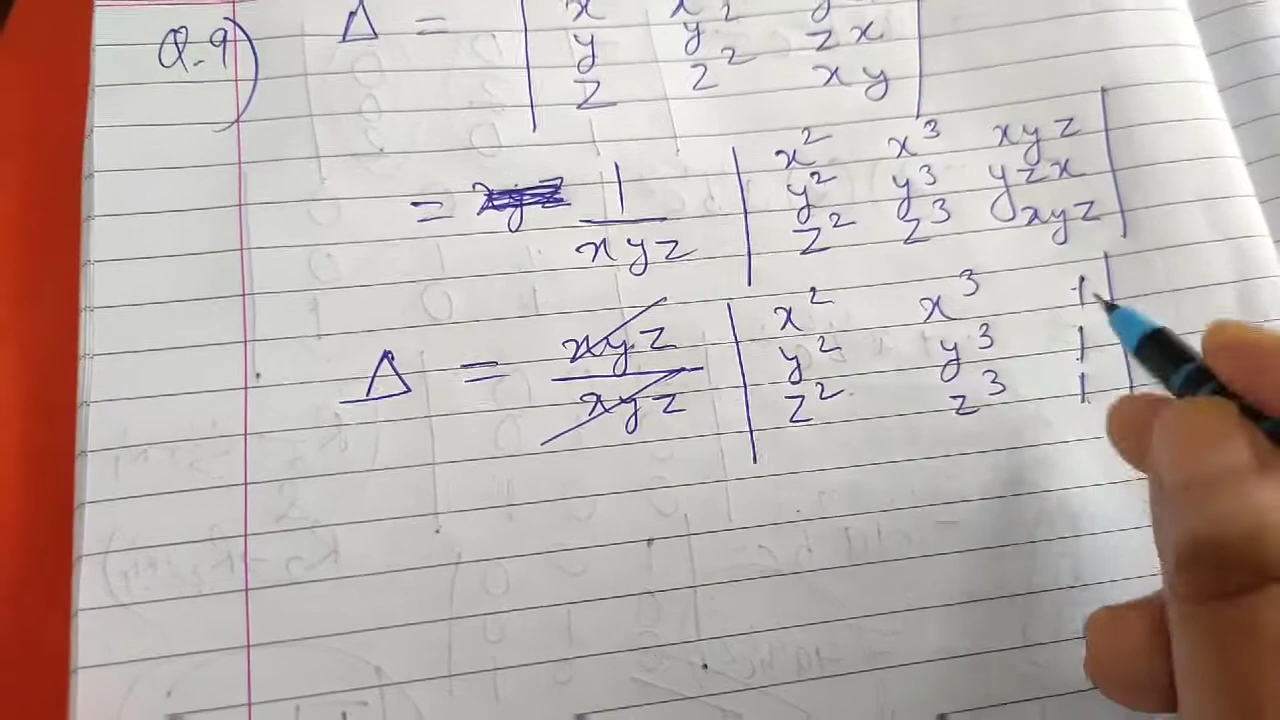 Q-9) Δ = | x x² y
y y² zx
z z² xy |
= 1/xyz | x² x³ xyz
y² y³ yzx
z² z³ xyz |
Δ = xyz/xyz | x² x³ 1
y² y³ 1
z² z³ 1 |